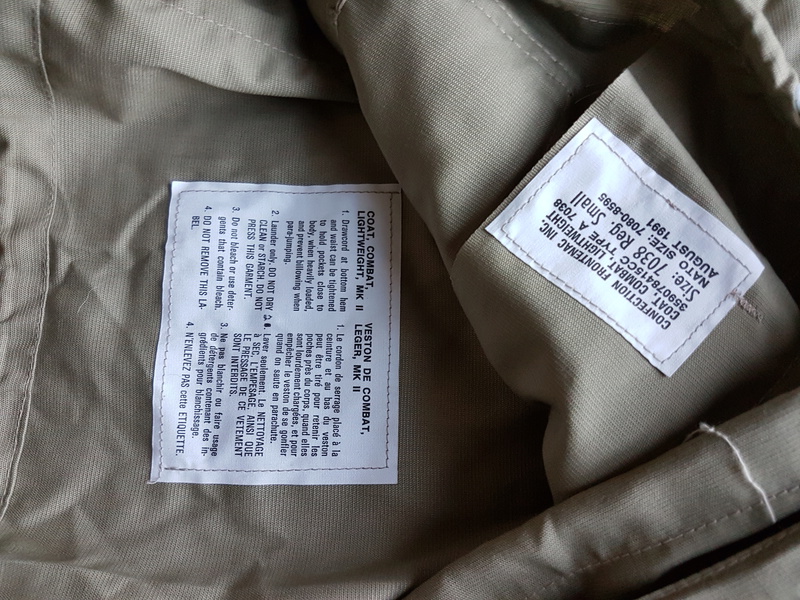 COAT, COMBAT,
LIGHTWEIGHT, MK II
1. Drawcord at bottom hem
and waist can be tightened
to hold pockets close to
body, when heavily loaded,
and prevent billowing when
para-jumping.
2. Launder only. DO NOT DRY
CLEAN or STARCH, DO NOT
PRESS THIS GARMENT.
3. Do not bleach or use deter-
gents that contain bleach.
4. DO NOT REMOVE THIS LA-
BEL.
VESTON DE COMBAT,
LEGER, MK II
1. Le cordon de serrage placé à la
ceinture et au bas du veston
peut être tiré pour retenir les
poches près du corps, quand elles
sont lourdement chargées, et pour
empêcher le veston de se gonfler
quand on saute en parachute.
2. Laver seulement. Le NETTOYAGE
à SEC, L'EMPESAGE, AINSI QUE
LE PRESSAGE DE CE VETEMENT
SONT INTERDITS.
3. Ne pas blanchir ou faire usage
de détergents contenant des in-
grédients pour blanchissage.
4. N'ENLEVEZ PAS cette ETIQUETTE.
CONFECTION FRONTENAC INC
COAT, COMBAT, LIGHTWEIGHT,
TYPE A 7038
Size: 7038 Reg. Small
NATO SIZE: 7080-8595
AUGUST 1991